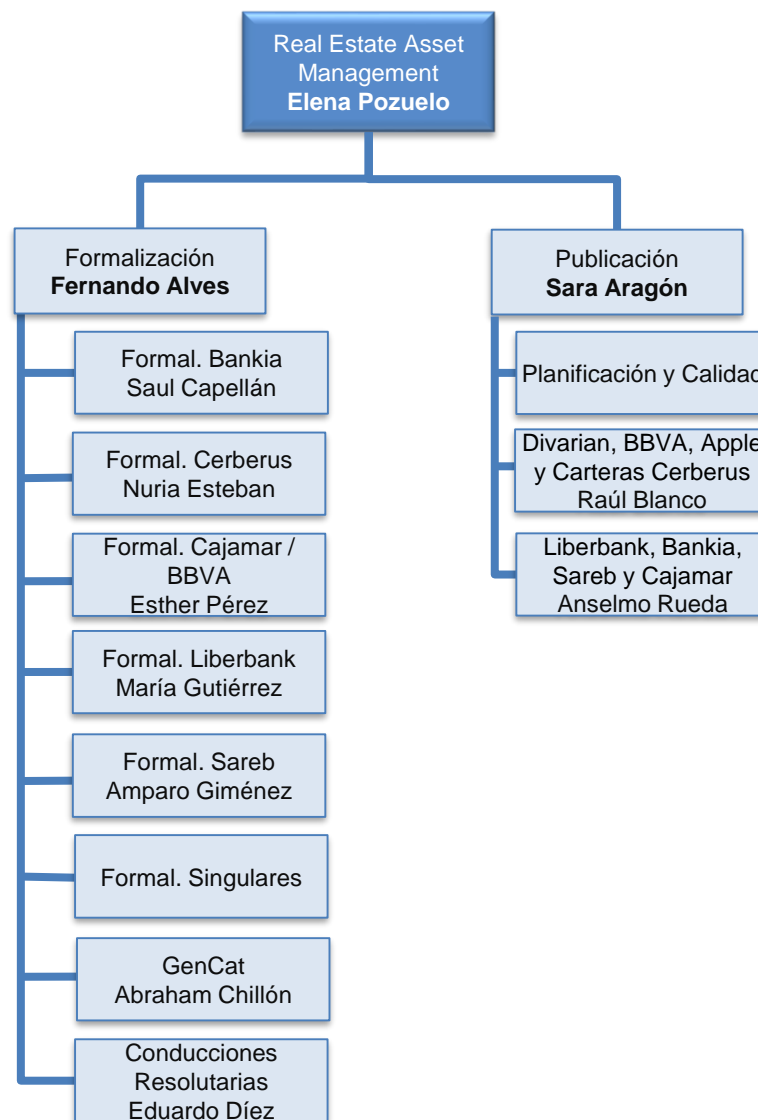 Real Estate Asset
Management
Elena Pozuelo
Formalización
Fernando Alves
Formal. Bankia
Saul Capellán
Formal. Cerberus
Nuria Esteban
Formal. Cajamar /
BBVA
Esther Pérez
Formal. Liberbank
María Gutiérrez
Formal. Sareb
Amparo Giménez
Formal. Singulares
GenCat
Abraham Chillón
Conducciones
Resolutarias
Eduardo Díez
Publicación
Sara Aragón
Planificación y Calidad
Divarian, BBVA, Apple
y Carteras Cerberus
Raúl Blanco
Liberbank, Bankia,
Sareb y Cajamar
Anselmo Rueda